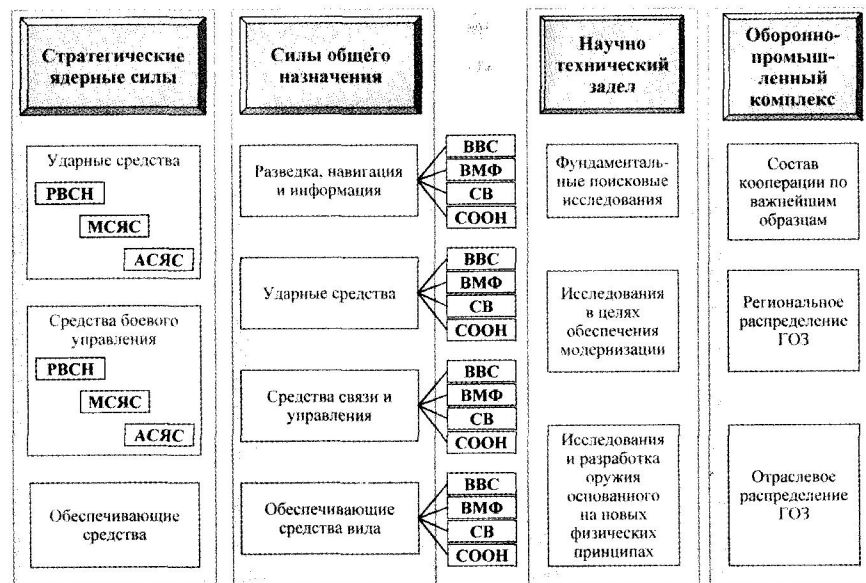 Стратегические
ядерные силы
Ударные средства
РВСН
МСЯС
АСЯС
Средства боевого
управления
РВСН
МСЯС
АСЯС
Обеспечивающие
средства
Силы общего
назначения
Разведка, навигация
и информация
ВВС
ВМФ
СВ
СООН
Ударные средства
ВВС
ВМФ
СВ
СООН
Средства связи и
управления
ВВС
ВМФ
СВ
СООН
Обеспечивающие
средства вида
ВВС
ВМФ
СВ
СООН
Научно
технический
задел
Фундаменталь-
ные поисковые
исследования
Исследования
в целях
обеспечения
модернизации
Исследования
и разработка
оружия
основанного
на новых
физических
принципах
Оборонно-
промыш-
ленный
комплекс
Состав
кооперации по
важнейшим
образцам
Региональное
распределение
ГОЗ
Отраслевое
распределение
ГОЗ